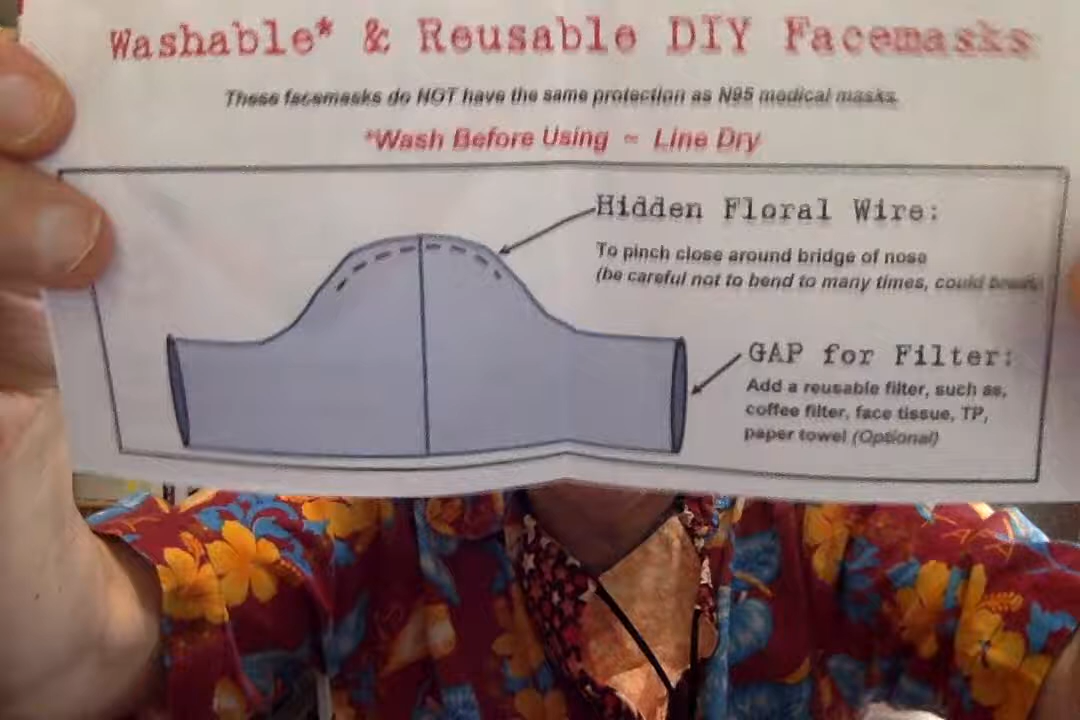 Washable* & Reusable DIY Facemasks
These facemasks do NOT have the same protection as N95 medical masks.
*Wash Before Using ~ Line Dry
Hidden Floral Wire:
To pinch close around bridge of nose
(be careful not to bend to many times, could break)
GAP for Filter:
Add a reusable filter, such as,
coffee filter, face tissue, TP,
paper towel (Optional)